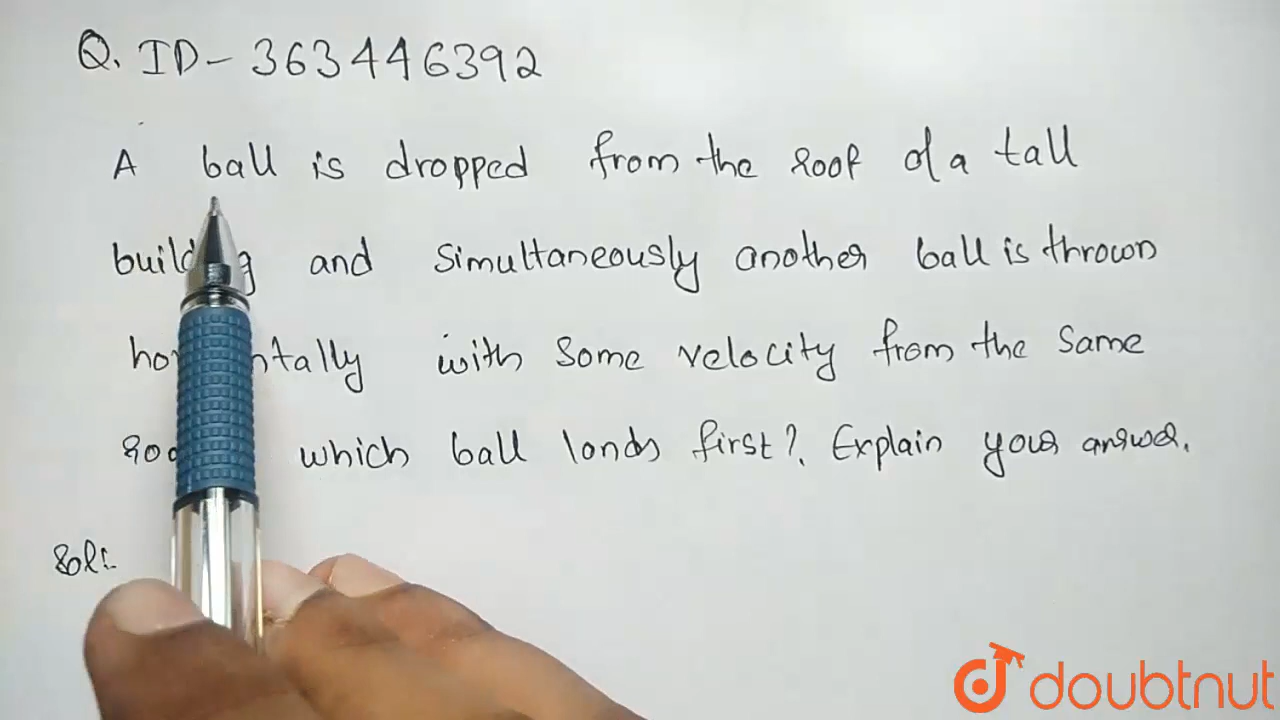 Q. ID- 363446392
A ball is dropped from the roof of a tall
and simultaneously another ball is thrown
with some velocity from the same
which ball lands first? Explain your answer.
Sol:
doubtnut